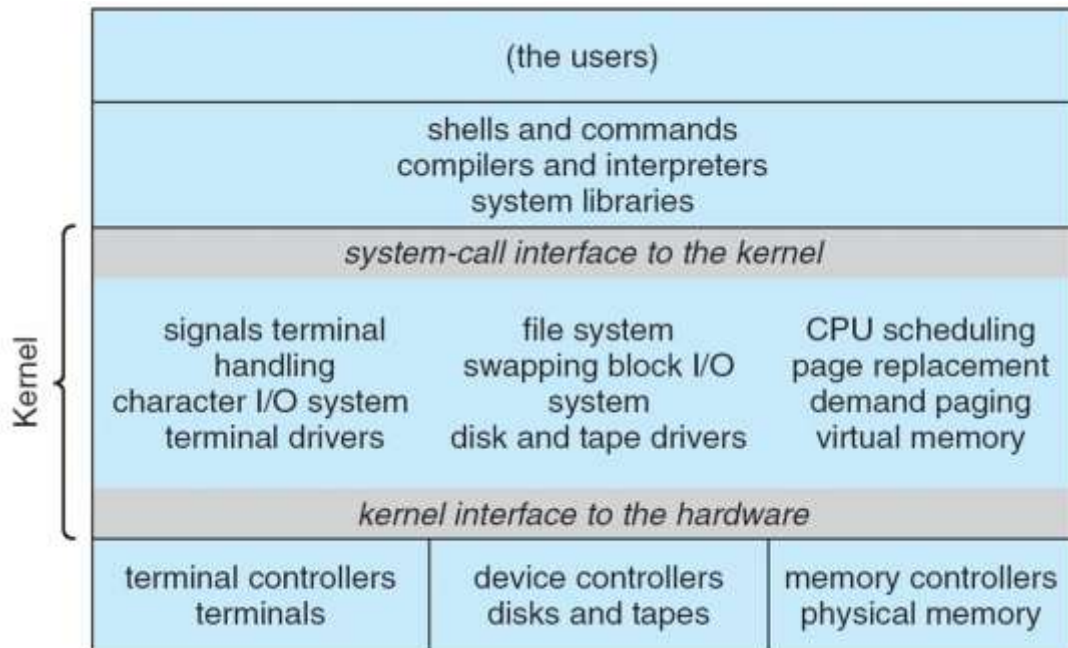 (the users)
shells and commands
compilers and interpreters
system libraries
Kernel
system-call interface to the kernel
signals terminal
handling
character I/O system
terminal drivers
file system
swapping block I/O
system
disk and tape drivers
CPU scheduling
page replacement
demand paging
virtual memory
kernel interface to the hardware
terminal controllers
terminals
device controllers
disks and tapes
memory controllers
physical memory